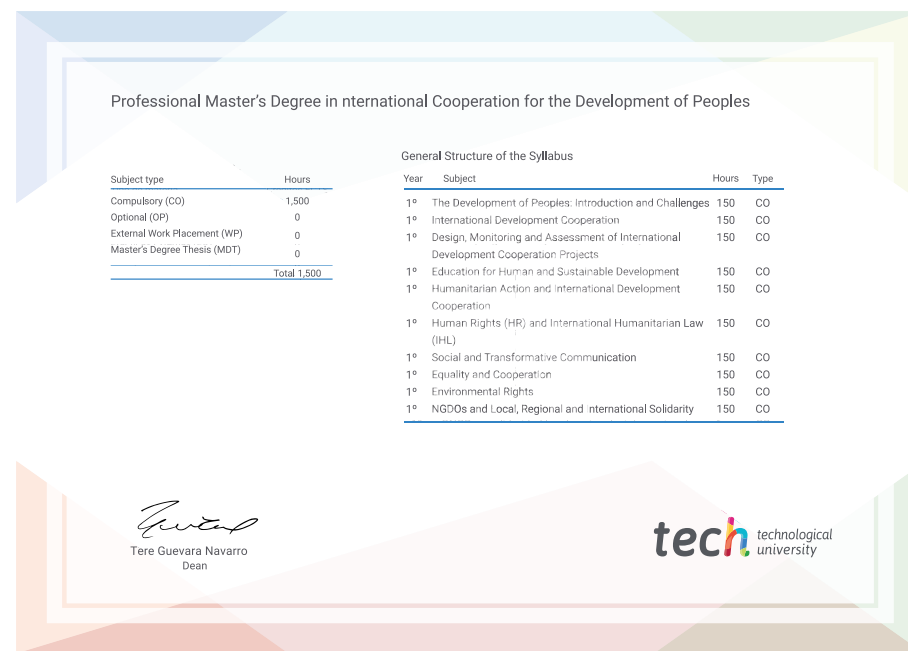 Professional Master's Degree in nternational Cooperation for the Development of Peoples
Subject type Hours
Compulsory (CO) 1,500
Optional (OP) 0
External Work Placement (WP) 0
Master's Degree Thesis (MDT) 0
Total 1,500
General Structure of the Syllabus
Year Subject Hours Type
1º The Development of Peoples: Introduction and Challenges 150 CO
1º International Development Cooperation 150 CO
1º Design, Monitoring and Assessment of International
Development Cooperation Projects 150 CO
1º Education for Human and Sustainable Development 150 CO
1º Humanitarian Action and International Development
Cooperation 150 CO
1º Human Rights (HR) and International Humanitarian Law
(IHL) 150 CO
1º Social and Transformative Communication 150 CO
1º Equality and Cooperation 150 CO
1º Environmental Rights 150 CO
1º NGDOs and Local, Regional and International Solidarity 150 CO
Tere Guevara Navarro
Dean
tech technological
university